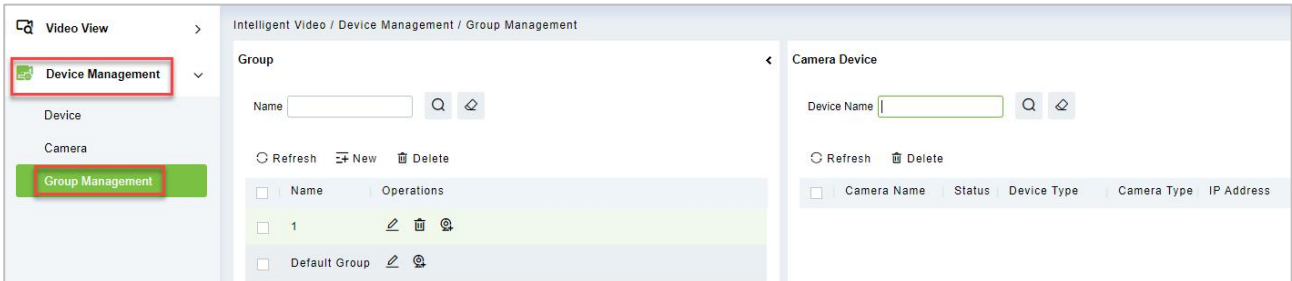 Video View
Device Management
Device
Camera
Group Management
Intelligent Video / Device Management / Group Management
Group
Name
Refresh New Delete
Name Operations
1
Default Group
Camera Device
Device Name
Refresh Delete
Camera Name Status Device Type Camera Type IP Address